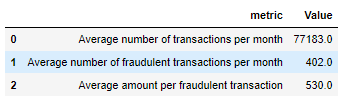 metric Value
0 Average number of transactions per month 77183.0
1 Average number of fraudulent transactions per month 402.0
2 Average amount per fraudulent transaction 530.0